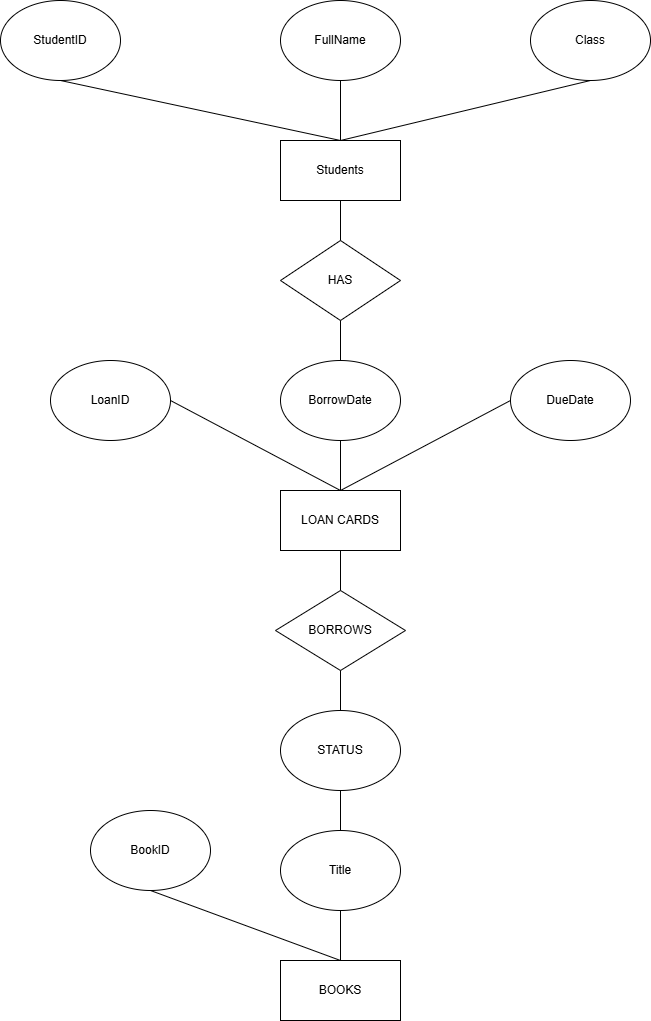 StudentID
FullName
Class
Students
HAS
LoanID
BorrowDate
DueDate
LOAN CARDS
BORROWS
STATUS
BookID
Title
BOOKS